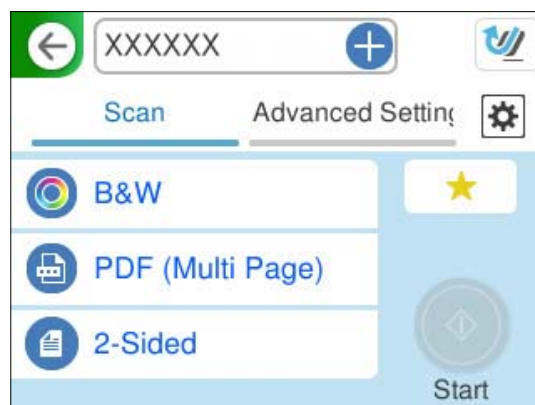 XXXXXX
Scan
Advanced Setting
B&W
PDF (Multi Page)
2-Sided
Start